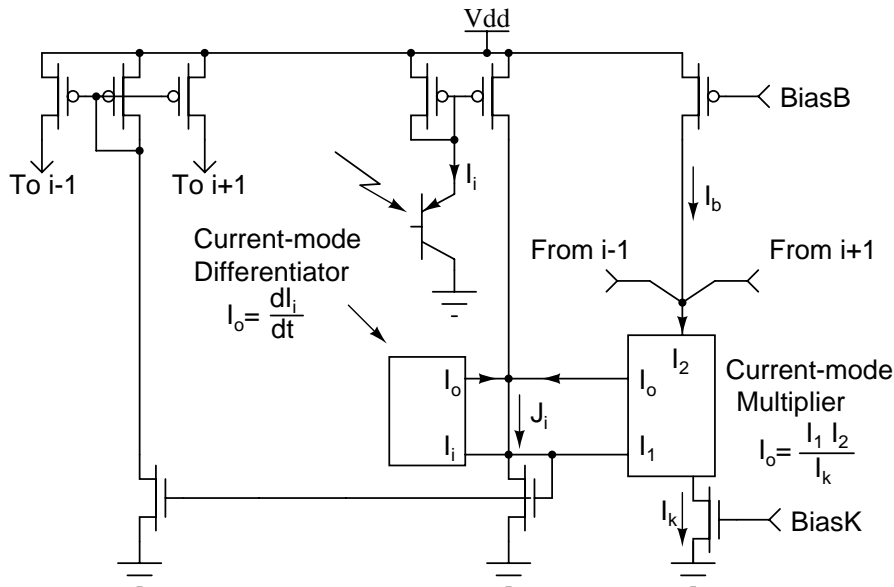 Vdd
BiasB
To i-1
To i+1
I_i
I_b
Current-mode
Differentiator
I_o= dI_i/dt
From i-1
From i+1
I_2
I_o
I_o
J_i
I_i
I_1
Current-mode
Multiplier
I_o= I_1 I_2/I_k
I_k
BiasK